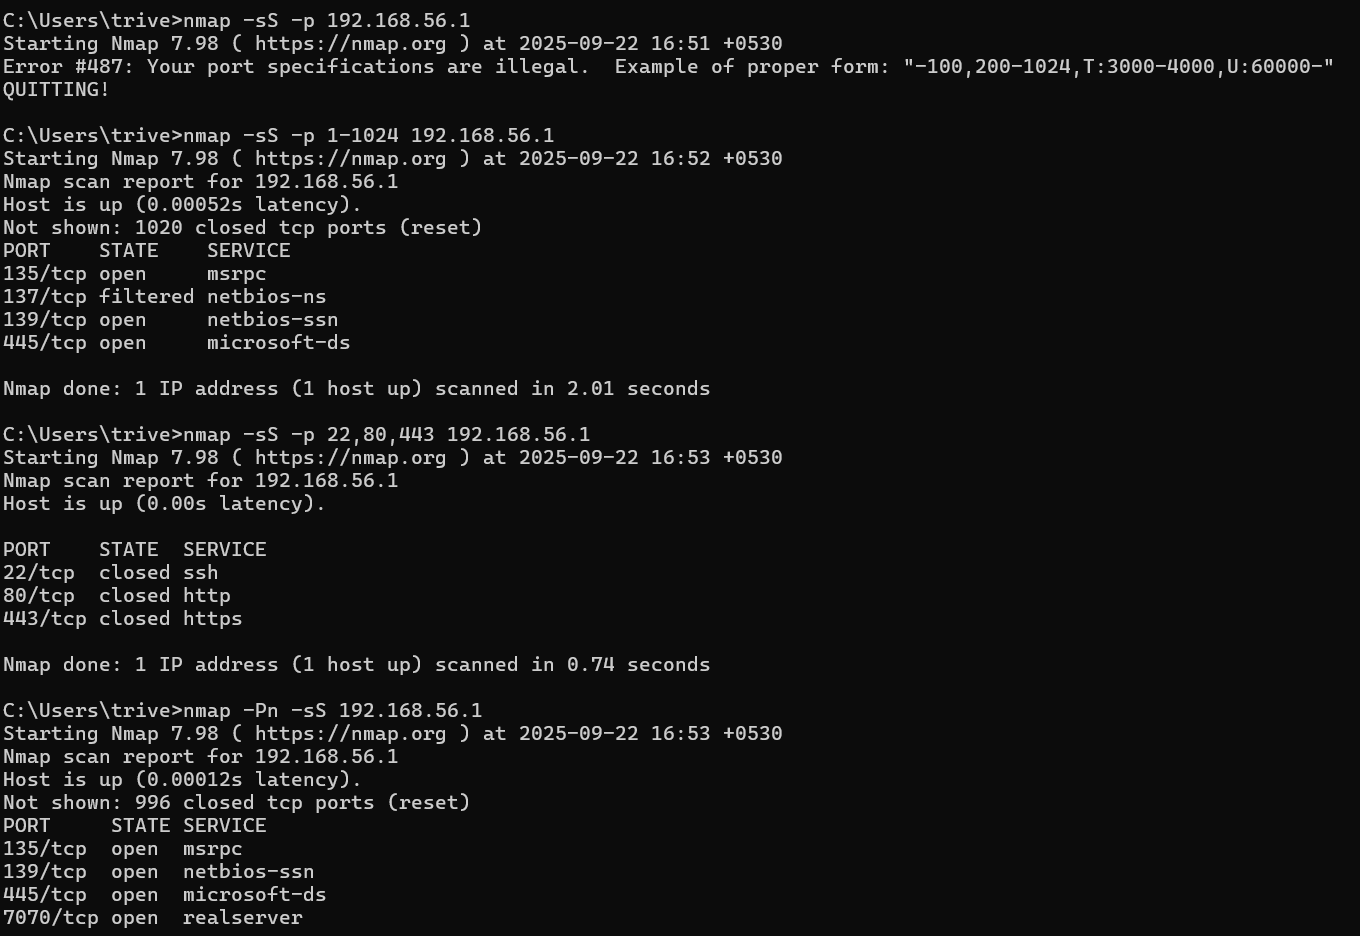 C:\Users\trive>nmap -sS -p 192.168.56.1
Starting Nmap 7.98 ( https://nmap.org ) at 2025-09-22 16:51 +0530
Error #487: Your port specifications are illegal.  Example of proper form: "-100,200-1024,T:3000-4000,U:60000-"
QUITTING!
C:\Users\trive>nmap -sS -p 1-1024 192.168.56.1
Starting Nmap 7.98 ( https://nmap.org ) at 2025-09-22 16:52 +0530
Nmap scan report for 192.168.56.1
Host is up (0.00052s latency).
Not shown: 1020 closed tcp ports (reset)
PORT    STATE    SERVICE
135/tcp open     msrpc
137/tcp filtered netbios-ns
139/tcp open     netbios-ssn
445/tcp open     microsoft-ds
Nmap done: 1 IP address (1 host up) scanned in 2.01 seconds
C:\Users\trive>nmap -sS -p 22,80,443 192.168.56.1
Starting Nmap 7.98 ( https://nmap.org ) at 2025-09-22 16:53 +0530
Nmap scan report for 192.168.56.1
Host is up (0.00s latency).
PORT    STATE  SERVICE
22/tcp  closed ssh
80/tcp  closed http
443/tcp closed https
Nmap done: 1 IP address (1 host up) scanned in 0.74 seconds
C:\Users\trive>nmap -Pn -sS 192.168.56.1
Starting Nmap 7.98 ( https://nmap.org ) at 2025-09-22 16:53 +0530
Nmap scan report for 192.168.56.1
Host is up (0.00012s latency).
Not shown: 996 closed tcp ports (reset)
PORT     STATE SERVICE
135/tcp  open  msrpc
139/tcp  open  netbios-ssn
445/tcp  open  microsoft-ds
7070/tcp open  realserver